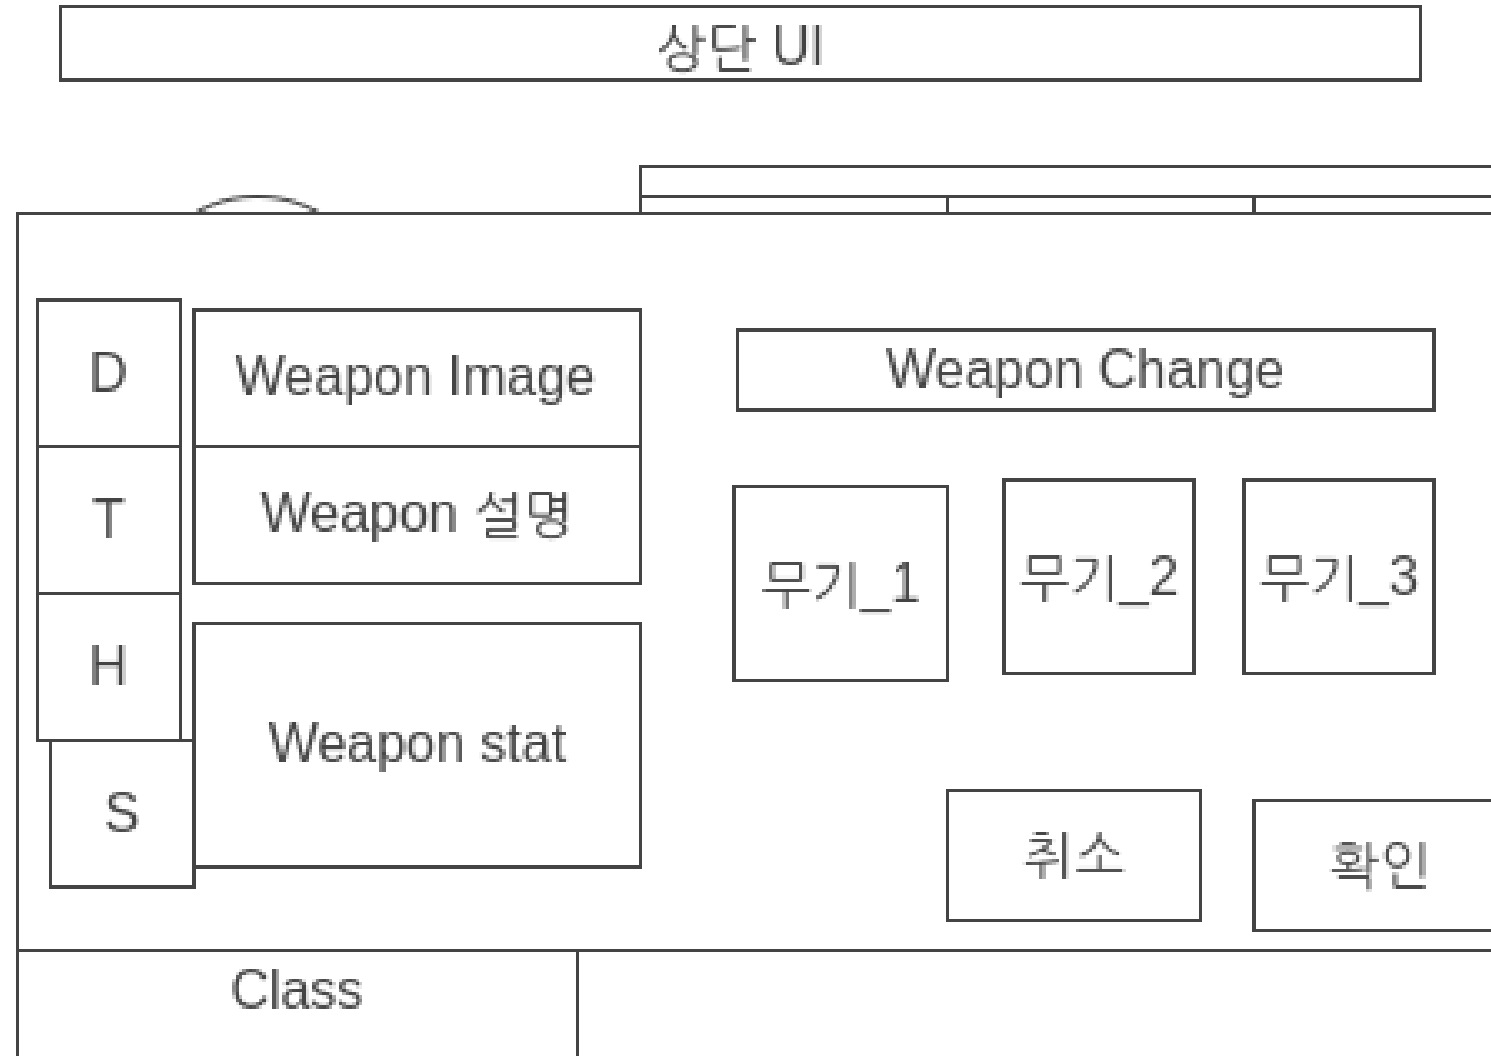 상단 UI
D
Weapon Image
Weapon Change
T
Weapon 설명
무기_1
무기_2
무기_3
H
Weapon stat
S
취소
확인
Class